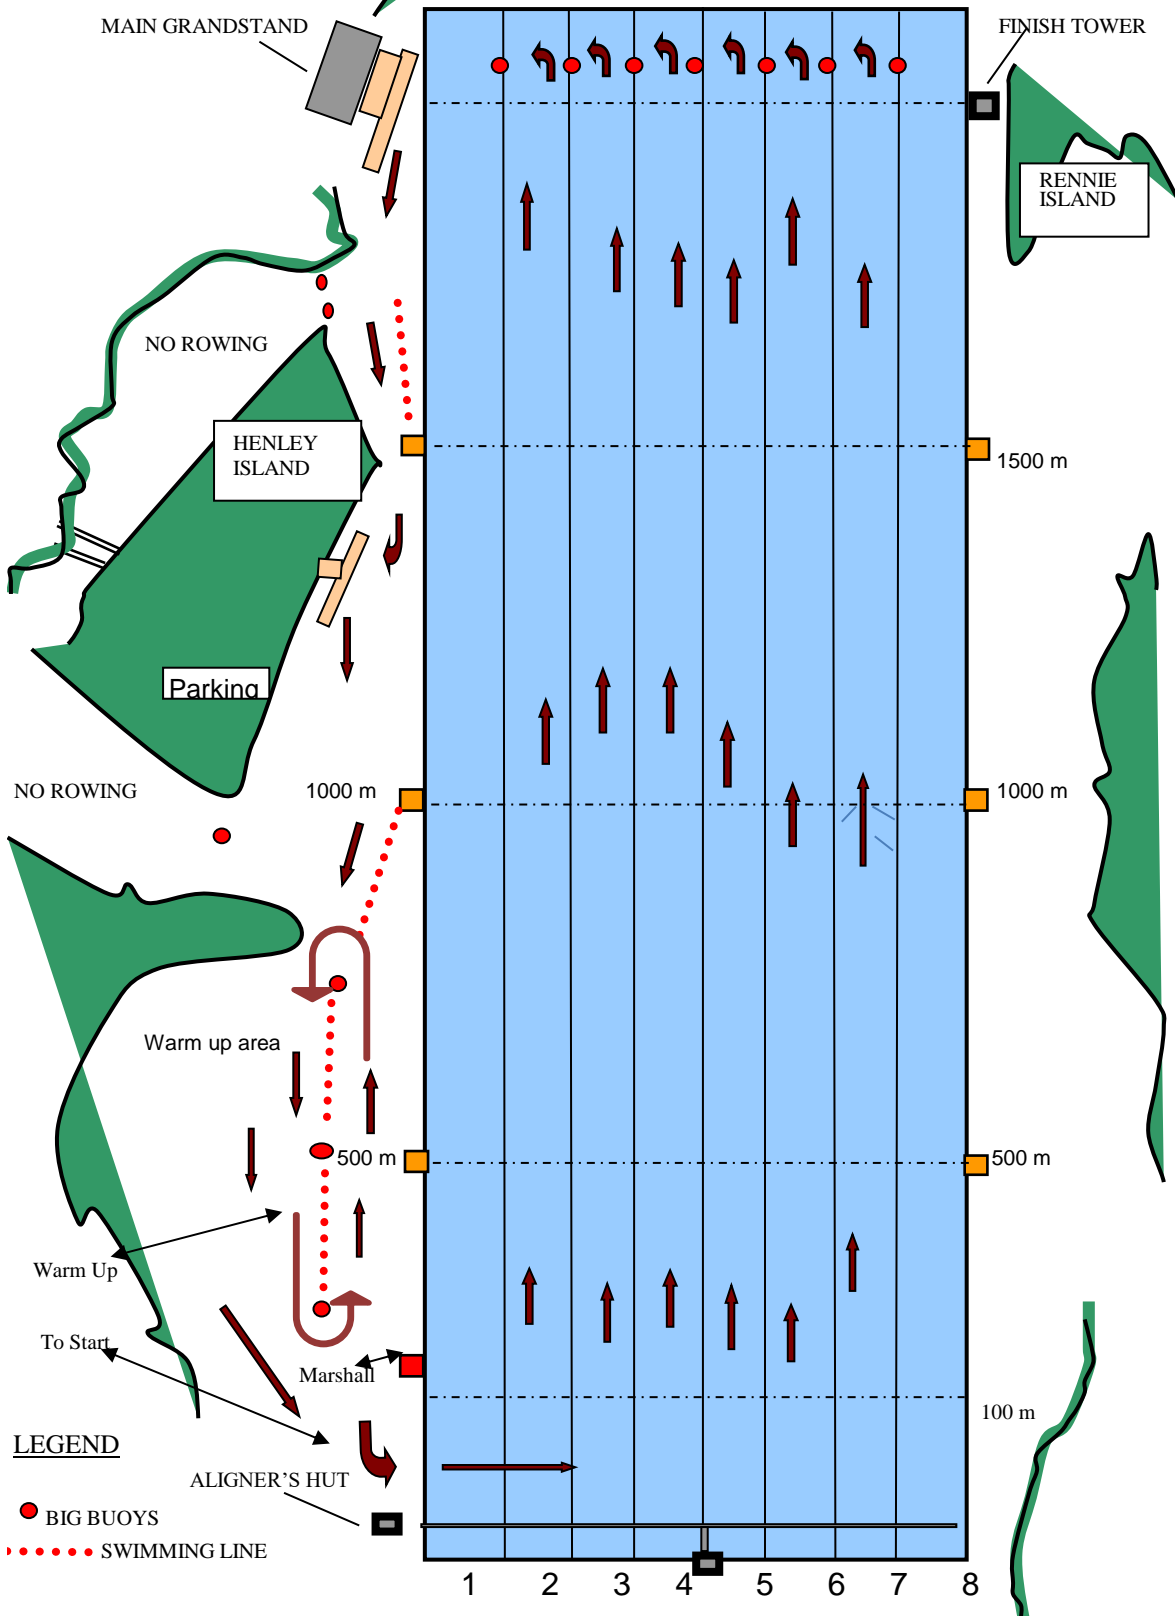 MAIN GRANDSTAND
FINISH TOWER
RENNIE
ISLAND
NO ROWING
HENLEY
ISLAND
1500 m
Parking
NO ROWING
1000 m
1000 m
Warm up area
500 m
500 m
Warm Up
To Start
Marshall
100 m
LEGEND
ALIGNER'S HUT
BIG BUOYS
SWIMMING LINE
1 2 3 4 5 6 7 8